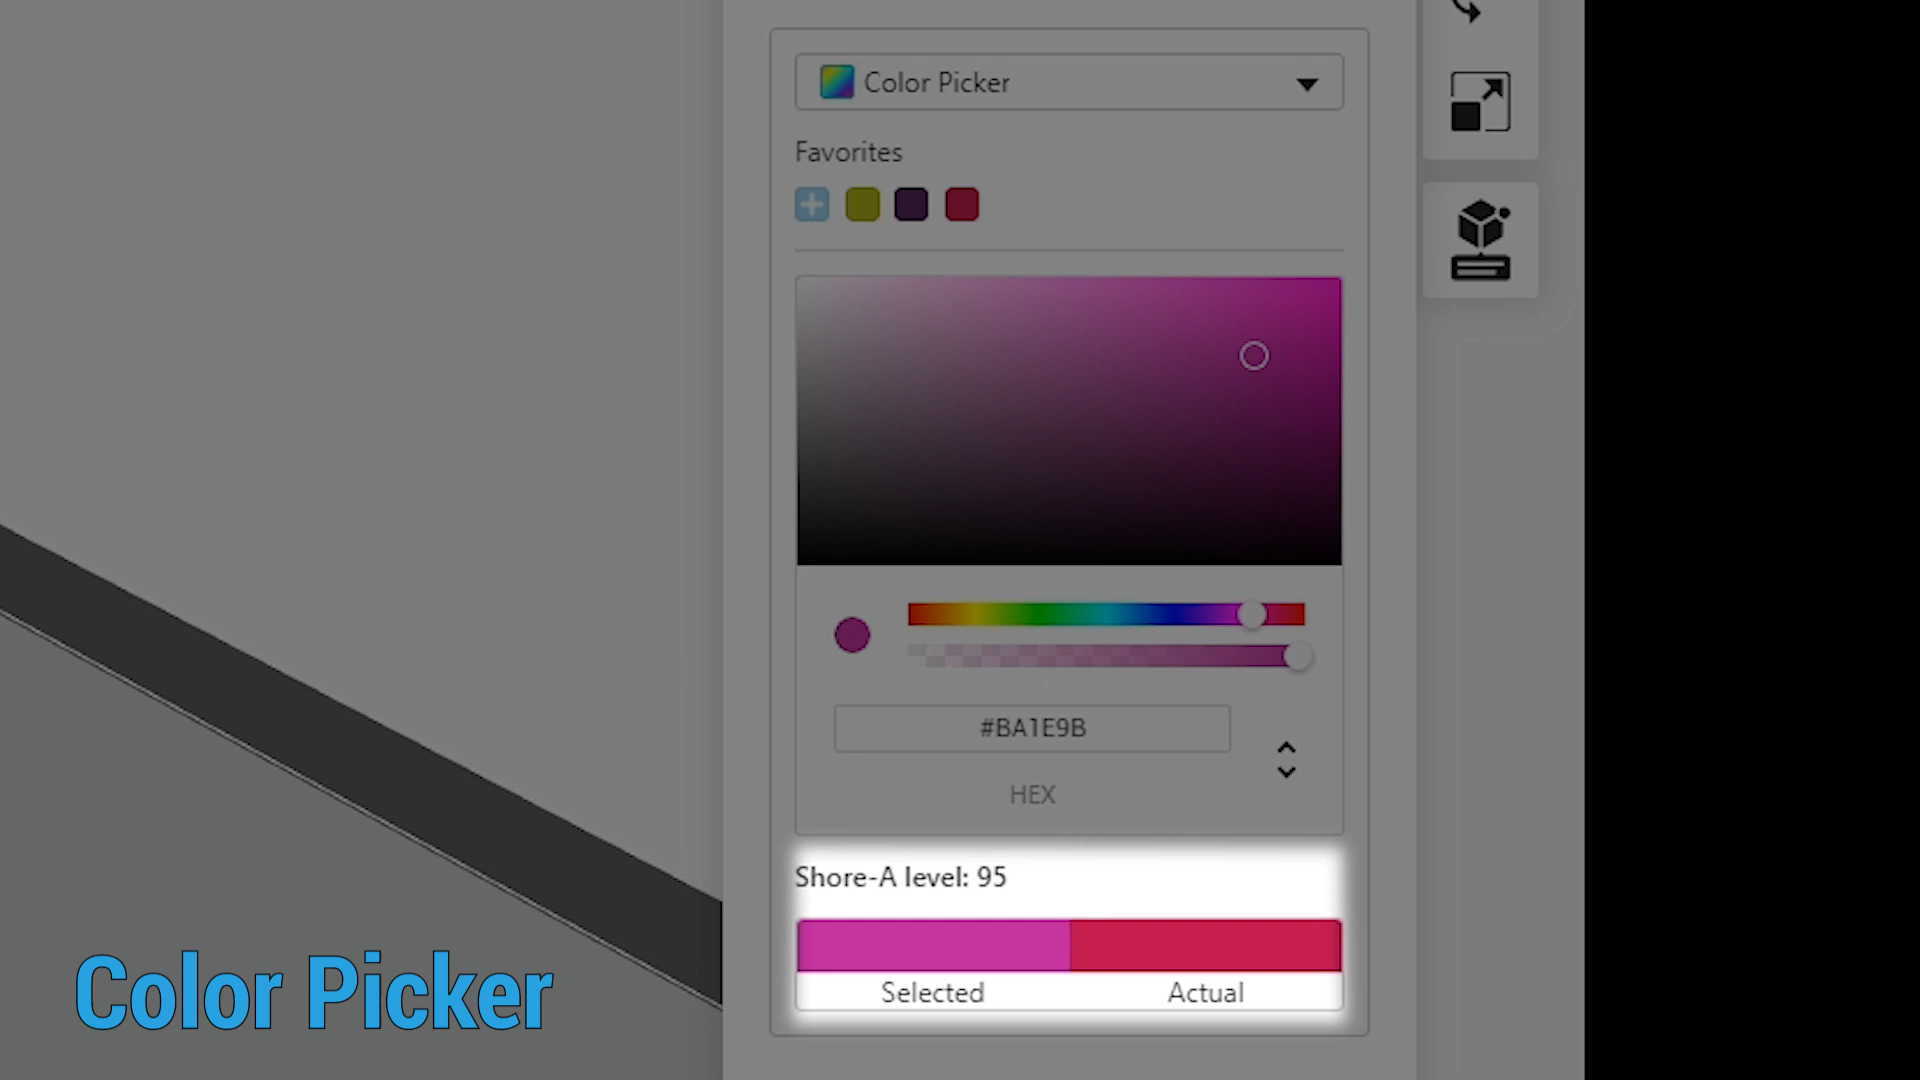 Color Picker
Favorites
#BA1E9B
HEX
Shore-A level: 95
Selected Actual
Color Picker